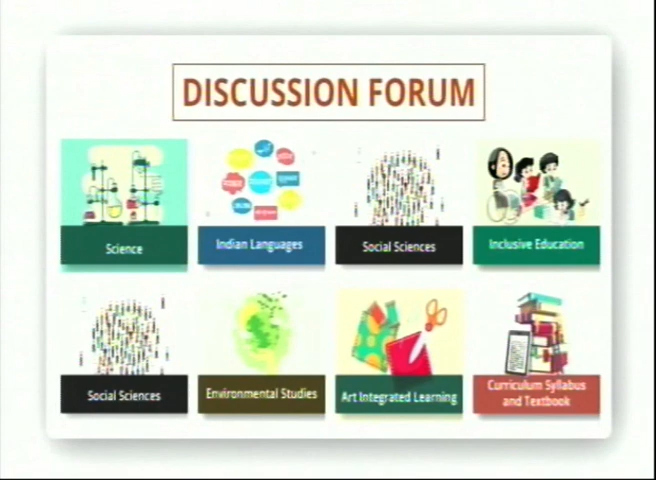 DISCUSSION FORUM
Science
Indian Languages
Social Sciences
Inclusive Education
Social Sciences
Environmental Studies
Art Integrated Learning
Curriculum Syllabus
and Textbook